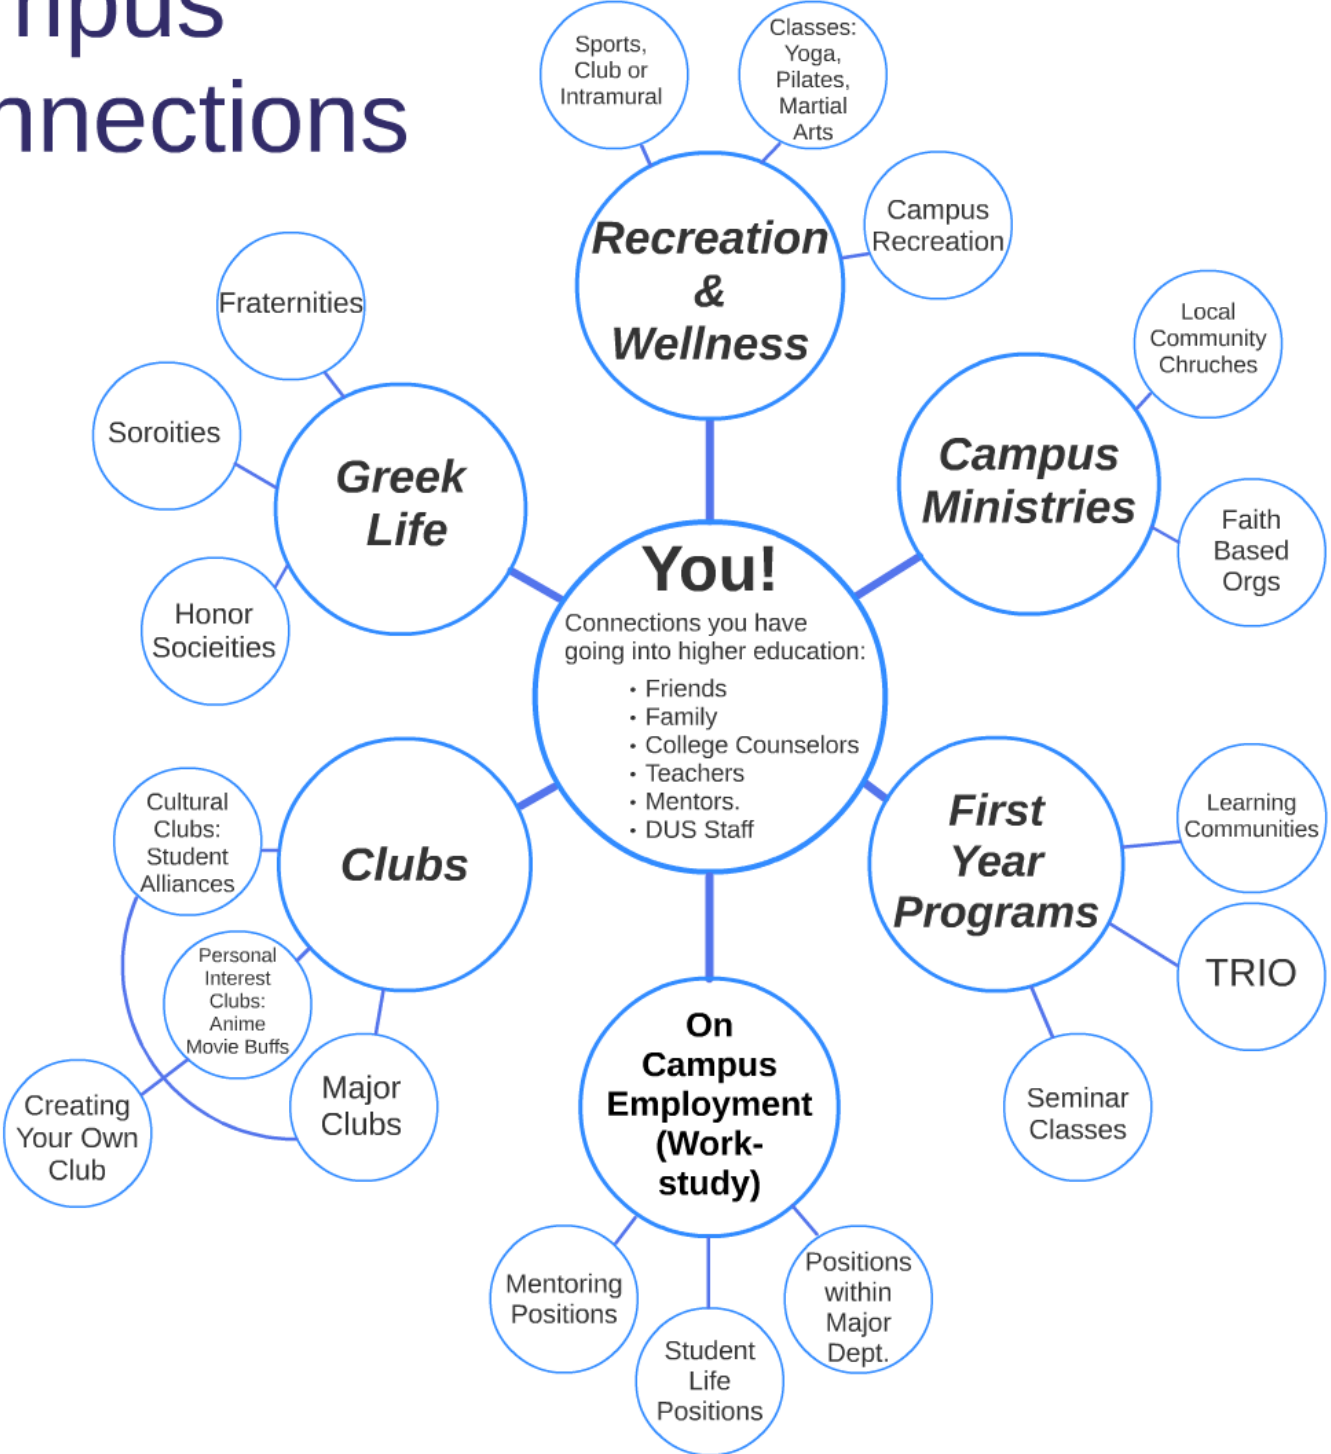 mpus
nnections
Sports,
Club or
Intramural
Classes:
Yoga,
Pilates,
Martial
Arts
Campus
Recreation
Recreation
&
Wellness
Local
Community
Chruches
Faith
Based
Orgs
Campus
Ministries
Fraternities
Soroities
Honor
Socieities
Greek
Life
You!
Connections you have
going into higher education:
• Friends
• Family
• College Counselors
• Teachers
• Mentors.
• DUS Staff
Cultural
Clubs:
Student
Alliances
Clubs
Personal
Interest
Clubs:
Anime
Movie Buffs
Creating
Your Own
Club
Major
Clubs
First
Year
Programs
Learning
Communities
TRIO
Seminar
Classes
On
Campus
Employment
(Work-
study)
Mentoring
Positions
Student
Life
Positions
Positions
within
Major
Dept.